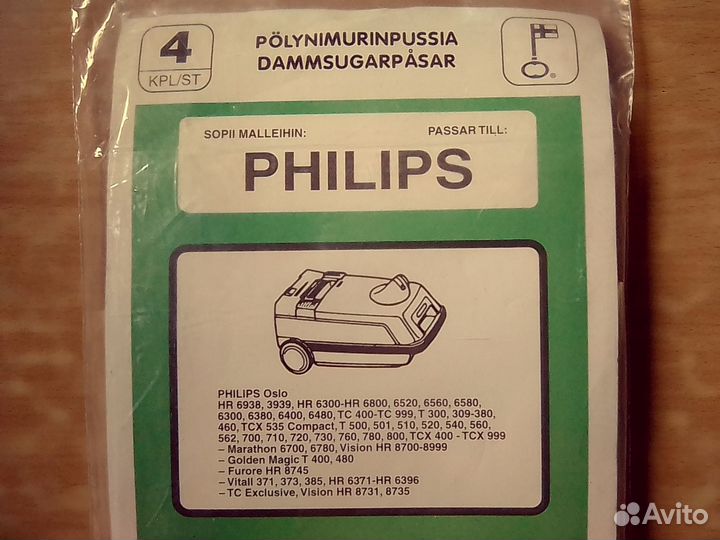 4
KPL/ST
PÖLYNIMURINPUSSIA
DAMMSUGARPÅSAR
®
SOPII MALLEIHIN: PASSAR TILL:
PHILIPS
PHILIPS Oslo
HR 6938, 3939, HR 6300-HR 6800, 6520, 6560, 6580,
6300, 6380, 6400, 6480, TC 400-TC 999, T 300, 309-380,
460, TCX 535 Compact, T 500, 501, 510, 520, 540, 560,
562, 700, 710, 720, 730, 760, 780, 800, TCX 400 - TCX 999
– Marathon 6700, 6780, Vision HR 8700-8999
– Golden Magic T 400, 480
– Furore HR 8745
– Vitall 371, 373, 385, HR 6371-HR 6396
– TC Exclusive, Vision HR 8731, 8735
Avito